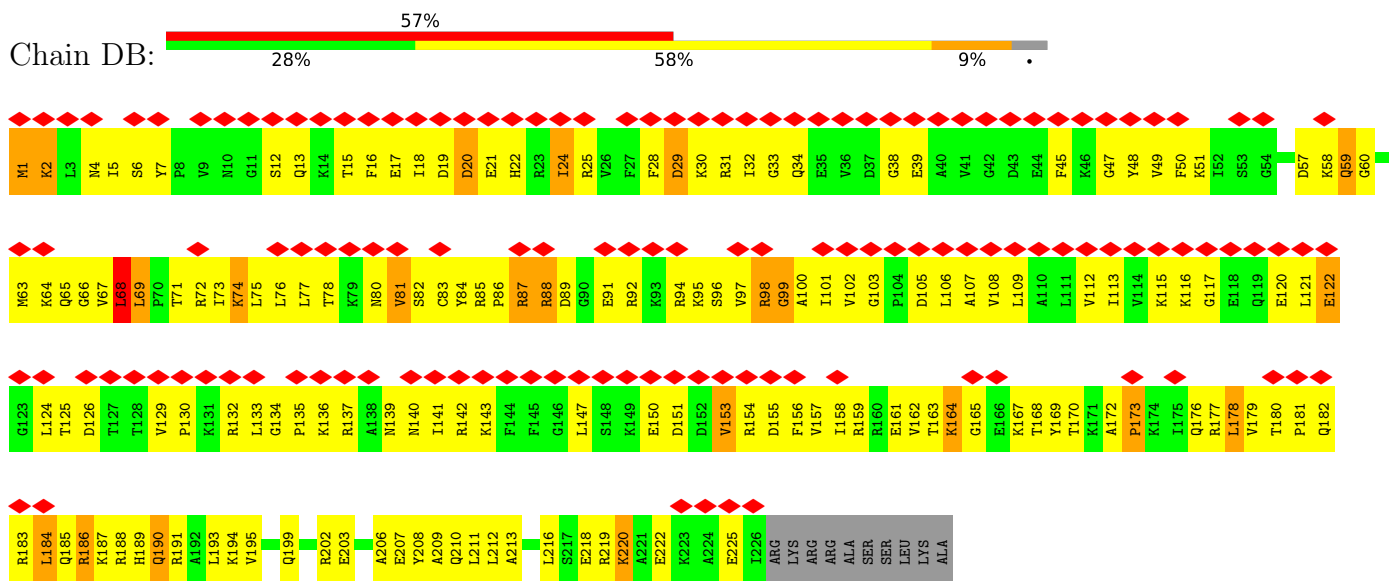 57%
Chain DB:
28% 58% 9% •
M1 K2 L3 N4 I5 S6 Y7 P8 V9 N10 G11 S12 Q13 K14 T15 F16 E17 I18 D19 D20 E21 H22 R23 I24 R25 V26 F27 F28 D29 K30 R31 I32 G33 Q34 E35 V36 D37 G38 E39 A40 V41 G42 D43 E44 F45 K46 G47 Y48 V49 F50 K51 I52 S53 G54 D57 K58 Q59 G60
M63 K64 Q65 G66 V67 L68 L69 P70 T71 R72 I73 K74 L75 L76 L77 T78 K79 N80 V81 S82 C83 Y84 R85 P86 R87 R88 D89 G90 E91 R92 K93 R94 K95 S96 V97 R98 G99 A100 I101 V102 G103 P104 D105 L106 A107 V108 L109 A110 L111 V112 I113 V114 K115 K116 G117 E118 Q119 E120 L121 E122
G123 L124 T125 D126 T127 T128 V129 P130 K131 R132 L133 G134 P135 K136 R137 A138 N139 N140 I141 R142 K143 F144 F145 G146 L147 S148 K149 E150 D151 D152 V153 R154 D155 F156 V157 I158 R159 R160 E161 V162 T163 K164 G165 E166 K167 T168 Y169 T170 K171 A172 P173 K174 I175 Q176 R177 L178 V179 T180 P181 Q182
R183 L184 Q185 R186 K187 R188 H189 Q190 R191 A192 L193 K194 V195 Q199 R202 E203 A206 E207 Y208 A209 Q210 L211 L212 A213 L216 S217 E218 R219 K220 A221 E222 K223 A224 E225 I226 ARG LYS ARG ARG ALA SER SER LEU LYS ALA